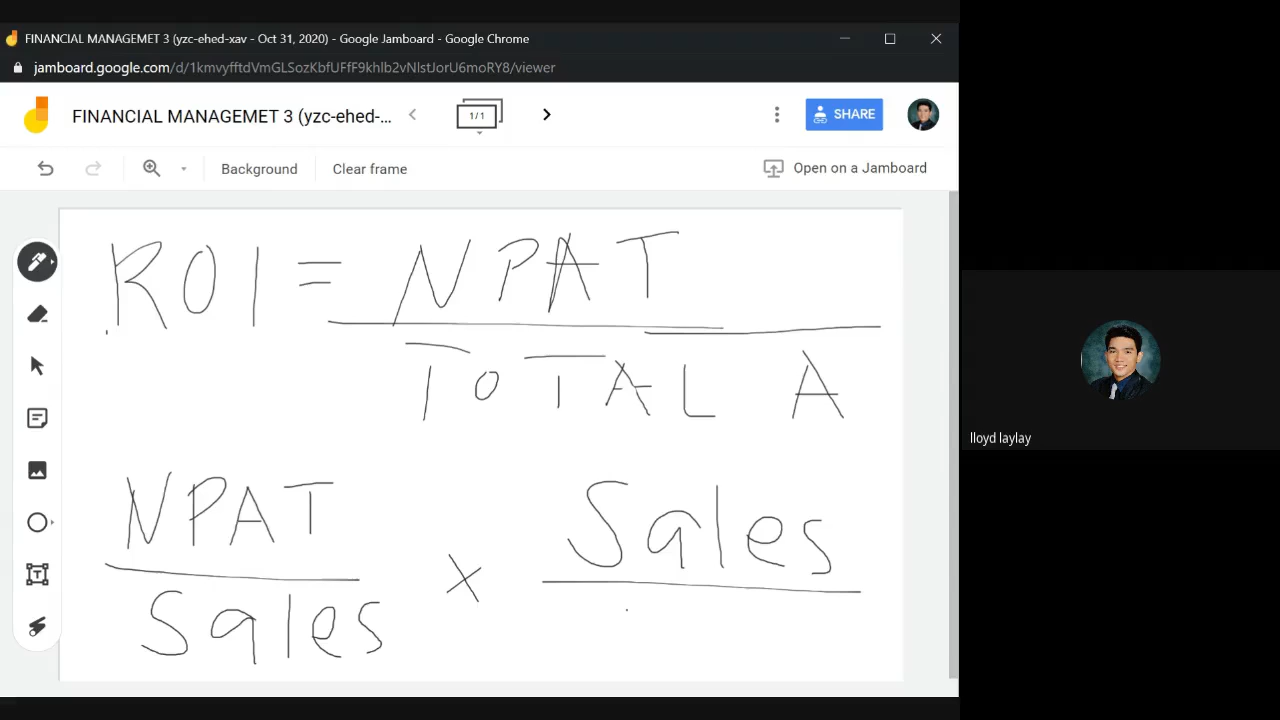 FINANCIAL MANAGEMET 3 (yzc-ehed-xav - Oct 31, 2020) - Google Jamboard - Google Chrome
jamboard.google.com/d/1kmvyfftdVmGLSozKbfUFfF9khlb2vNlstJorU6moRY8/viewer
FINANCIAL MANAGEMET 3 (yzc-ehed-... 1/1 SHARE
Background Clear frame Open on a Jamboard
ROI = NPAT
TOTAL A
NPAT Sales
x
Sales
lloyd laylay